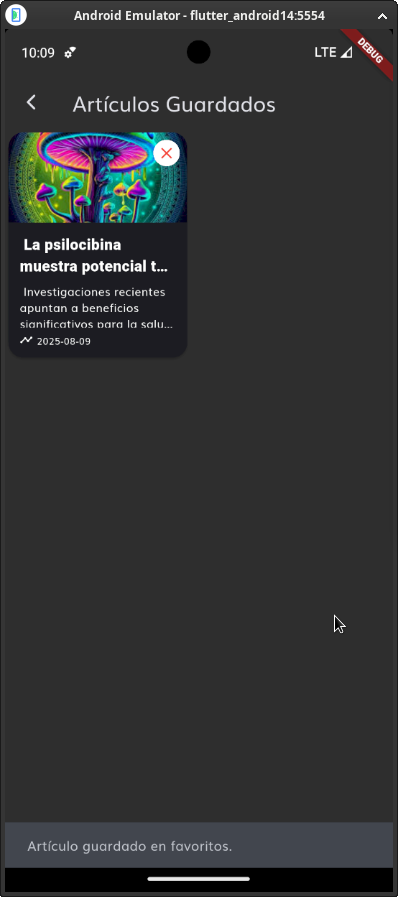 Android Emulator - flutter_android14:5554
10:09
LTE
DEBUG
Artículos Guardados
La psilocibina
muestra potencial t...
Investigaciones recientes
apuntan a beneficios
significativos para la salu...
2025-08-09
Artículo guardado en favoritos.